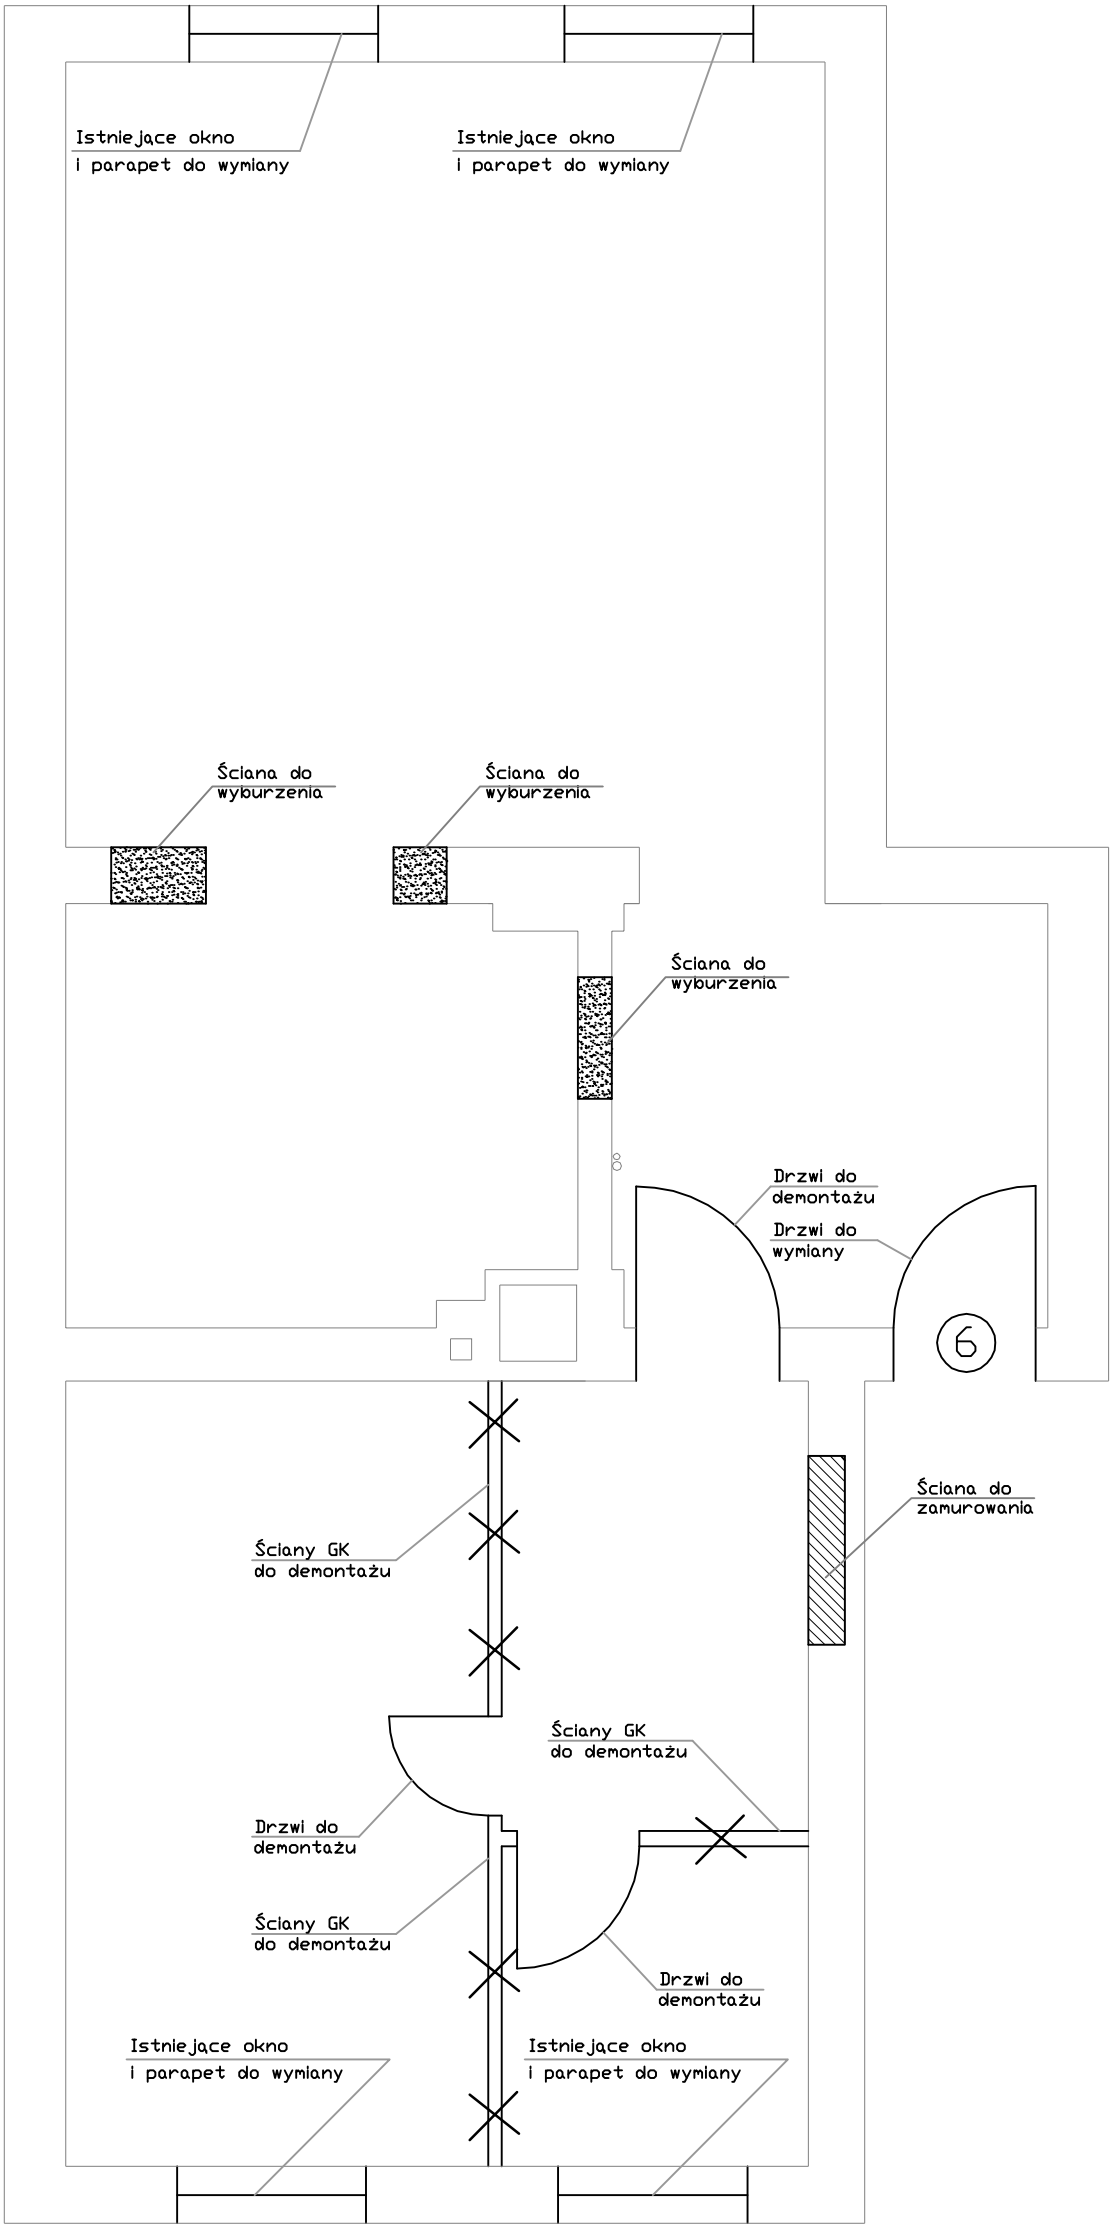 Istniejące okno
i parapet do wymiany
Istniejące okno
i parapet do wymiany
Ściana do
wyburzenia
Ściana do
wyburzenia
Ściana do
wyburzenia
Drzwi do
demontażu
Drzwi do
wymiany
6
Ściana do
zamurowania
Ściany GK
do demontażu
Ściany GK
do demontażu
Drzwi do
demontażu
Ściany GK
do demontażu
Drzwi do
demontażu
Istniejące okno
i parapet do wymiany
Istniejące okno
i parapet do wymiany